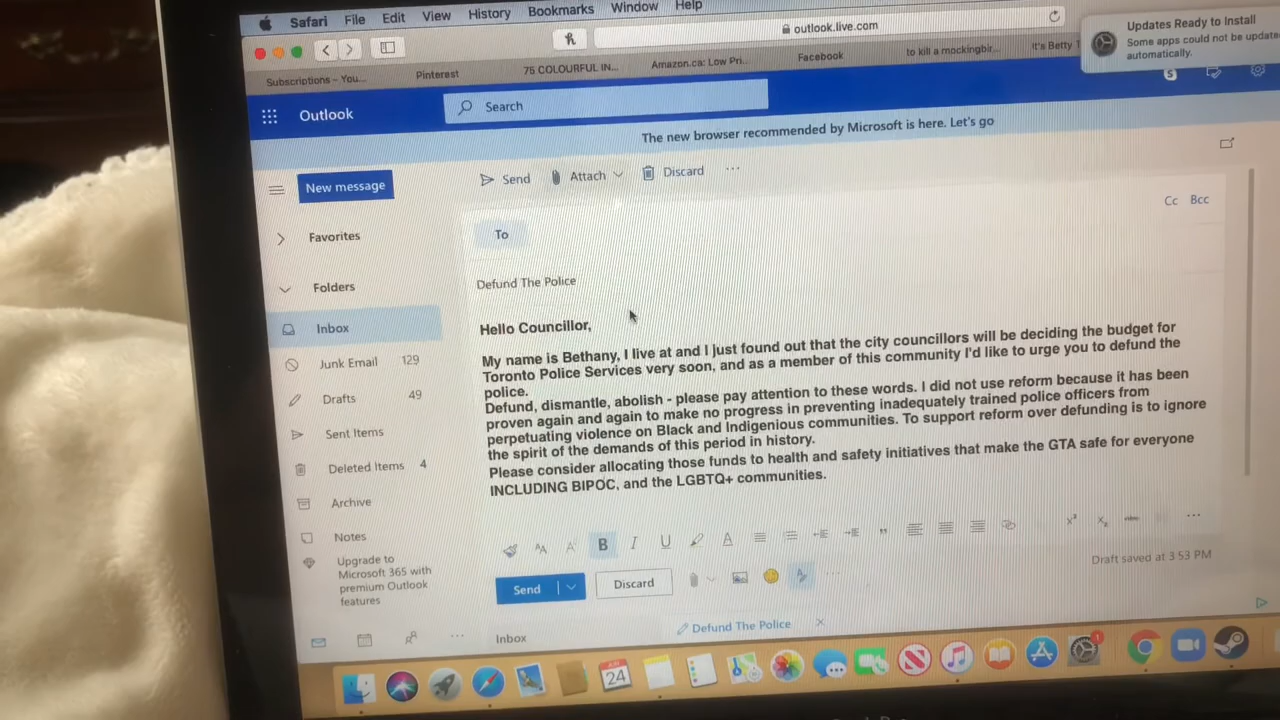 Safari File Edit View History Bookmarks Window Help
outlook.live.com
Updates Ready to Install
Some apps could not be update
automatically.
Subscriptions – You... Pinterest 75 COLOURFUL IN... Amazon.ca: Low Pri... Facebook to kill a mockingbir... It's Betty
Outlook Search
The new browser recommended by Microsoft is here. Let's go
New message Send Attach Discard ...
Cc Bcc
Favorites To
Folders Defund The Police
Inbox
Hello Councillor,
Junk Email 129
My name is Bethany, I live at and I just found out that the city councillors will be deciding the budget for
Toronto Police Services very soon, and as a member of this community I'd like to urge you to defund the
police.
Drafts 49
Defund, dismantle, abolish - please pay attention to these words. I did not use reform because it has been
proven again and again to make no progress in preventing inadequately trained police officers from
Sent Items
perpetuating violence on Black and Indigenious communities. To support reform over defunding is to ignore
the spirit of the demands of this period in history.
Deleted Items 4
Please consider allocating those funds to health and safety initiatives that make the GTA safe for everyone
INCLUDING BIPOC, and the LGBTQ+ communities.
Archive
Notes
Upgrade to
Microsoft 365 with
premium Outlook
features
B I U A
Draft saved at 3:53 PM
Send Discard
Inbox Defund The Police
24